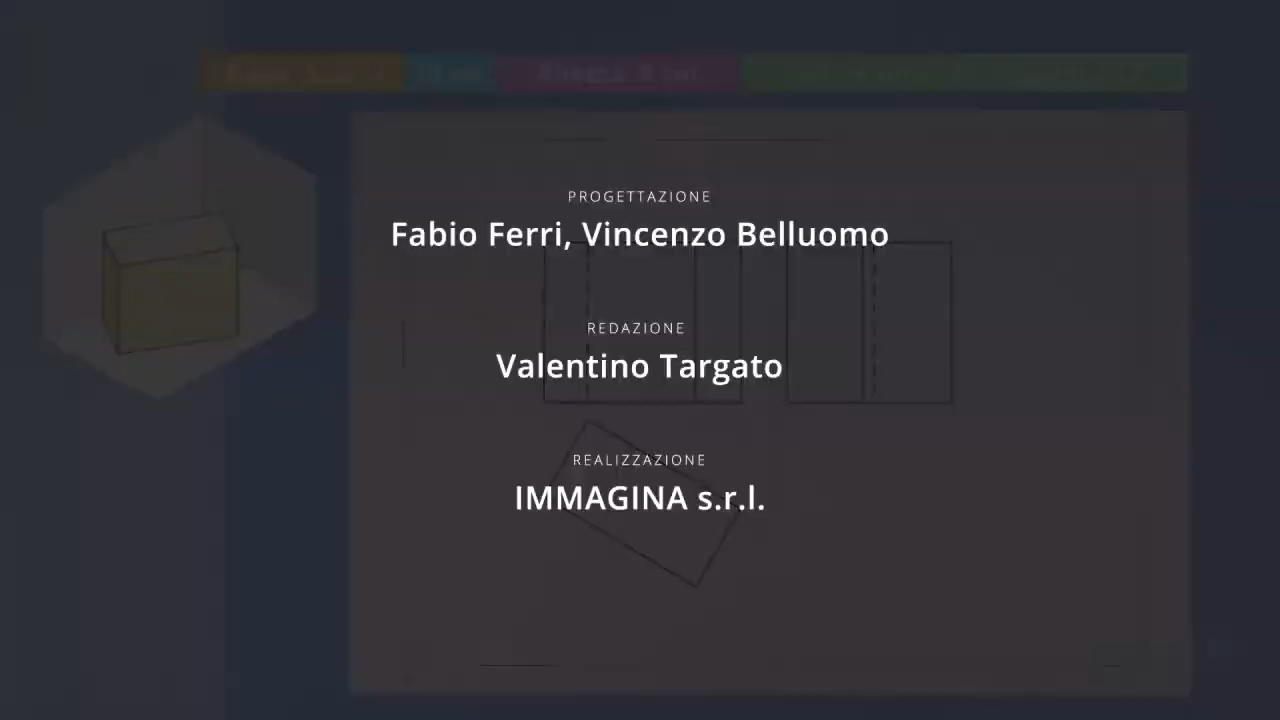 PROGETTAZIONE
Fabio Ferri, Vincenzo Belluomo
REDAZIONE
Valentino Targato
REALIZZAZIONE
IMMAGINA s.r.l.